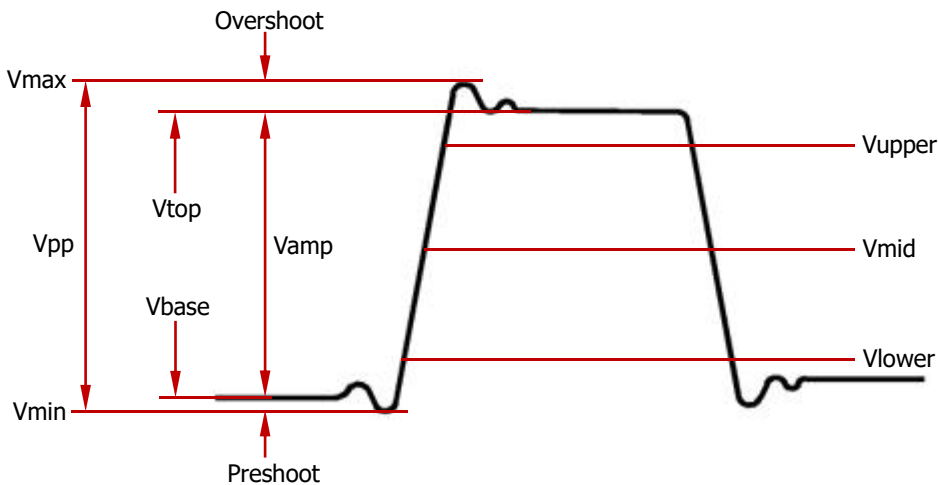 Overshoot
Vmax
Vupper
Vtop
Vpp
Vamp
Vmid
Vbase
Vlower
Vmin
Preshoot